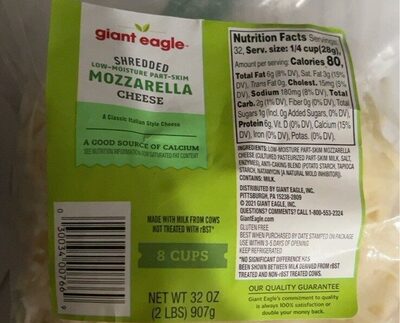 giant eagle
SHREDDED
LOW-MOISTURE PART-SKIM
MOZZARELLA
CHEESE
A Classic Italian Style Cheese
A GOOD SOURCE OF CALCIUM
SEE NUTRITION INFORMATION FOR SATURATED FAT CONTENT
MADE WITH MILK FROM COWS
NOT TREATED WITH rBST*
8 CUPS
NET WT 32 OZ
(2 LBS) 907g
Nutrition Facts Servings:
32, Serv. size: 1/4 cup(28g),
Amount per serving: Calories 80,
Total Fat 6g (8% DV), Sat. Fat 3g (15%
DV), Trans Fat 0g, Cholest. 15mg (5%
DV), Sodium 180mg (8% DV), Total
Carb. 2g (1% DV), Fiber 0g (0% DV), Total
Sugars 1g (Incl. 0g Added Sugars, 0% DV),
Protein 6g, Vit. D (0% DV), Calcium (15%
DV), Iron (0% DV), Potas. (0% DV).
INGREDIENTS: LOW-MOISTURE PART-SKIM MOZZARELLA
CHEESE (CULTURED PASTEURIZED PART-SKIM MILK, SALT,
ENZYMES), ANTI-CAKING BLEND (POTATO STARCH, TAPIOCA
STARCH, NATAMYCIN [A NATURAL MOLD INHIBITOR]).
CONTAINS: MILK.
DISTRIBUTED BY GIANT EAGLE, INC.
PITTSBURGH, PA 15238-2809
© 2021 GIANT EAGLE, INC.
QUESTIONS? COMMENTS? CALL 1-800-553-2324
GiantEagle.com
GLUTEN FREE
BEST WHEN PURCHASED BY DATE STAMPED ON PACKAGE
USE WITHIN 3-5 DAYS OF OPENING
KEEP REFRIGERATED
*NO SIGNIFICANT DIFFERENCE HAS
BEEN SHOWN BETWEEN MILK DERIVED FROM rBST
TREATED AND NON-rBST TREATED COWS.
OUR QUALITY GUARANTEE
Giant Eagle's commitment to quality
is always 100% satisfaction or
double your money back.